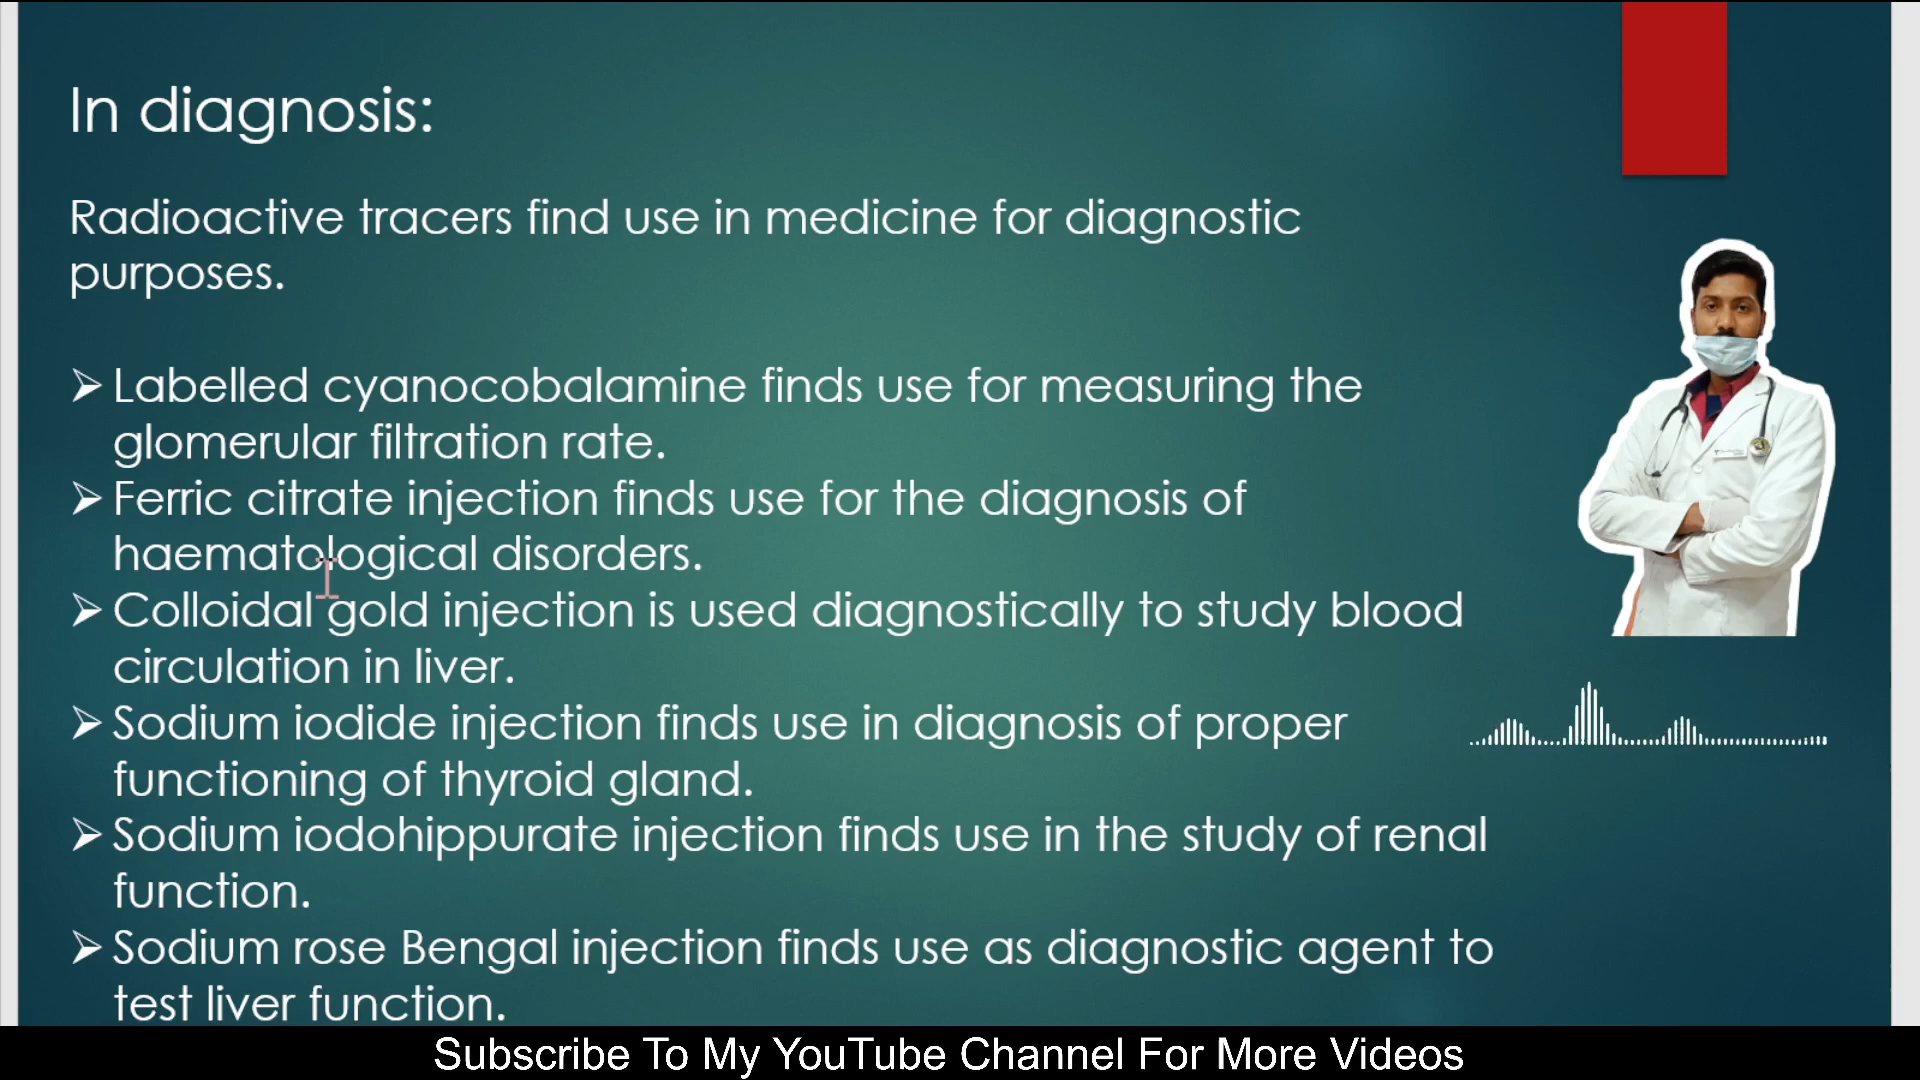 In diagnosis:
Radioactive tracers find use in medicine for diagnostic
purposes.
➢ Labelled cyanocobalamine finds use for measuring the
glomerular filtration rate.
➢ Ferric citrate injection finds use for the diagnosis of
haematological disorders.
➢ Colloidal gold injection is used diagnostically to study blood
circulation in liver.
➢ Sodium iodide injection finds use in diagnosis of proper
functioning of thyroid gland.
➢ Sodium iodohippurate injection finds use in the study of renal
function.
➢ Sodium rose Bengal injection finds use as diagnostic agent to
test liver function.
Subscribe To My YouTube Channel For More Videos